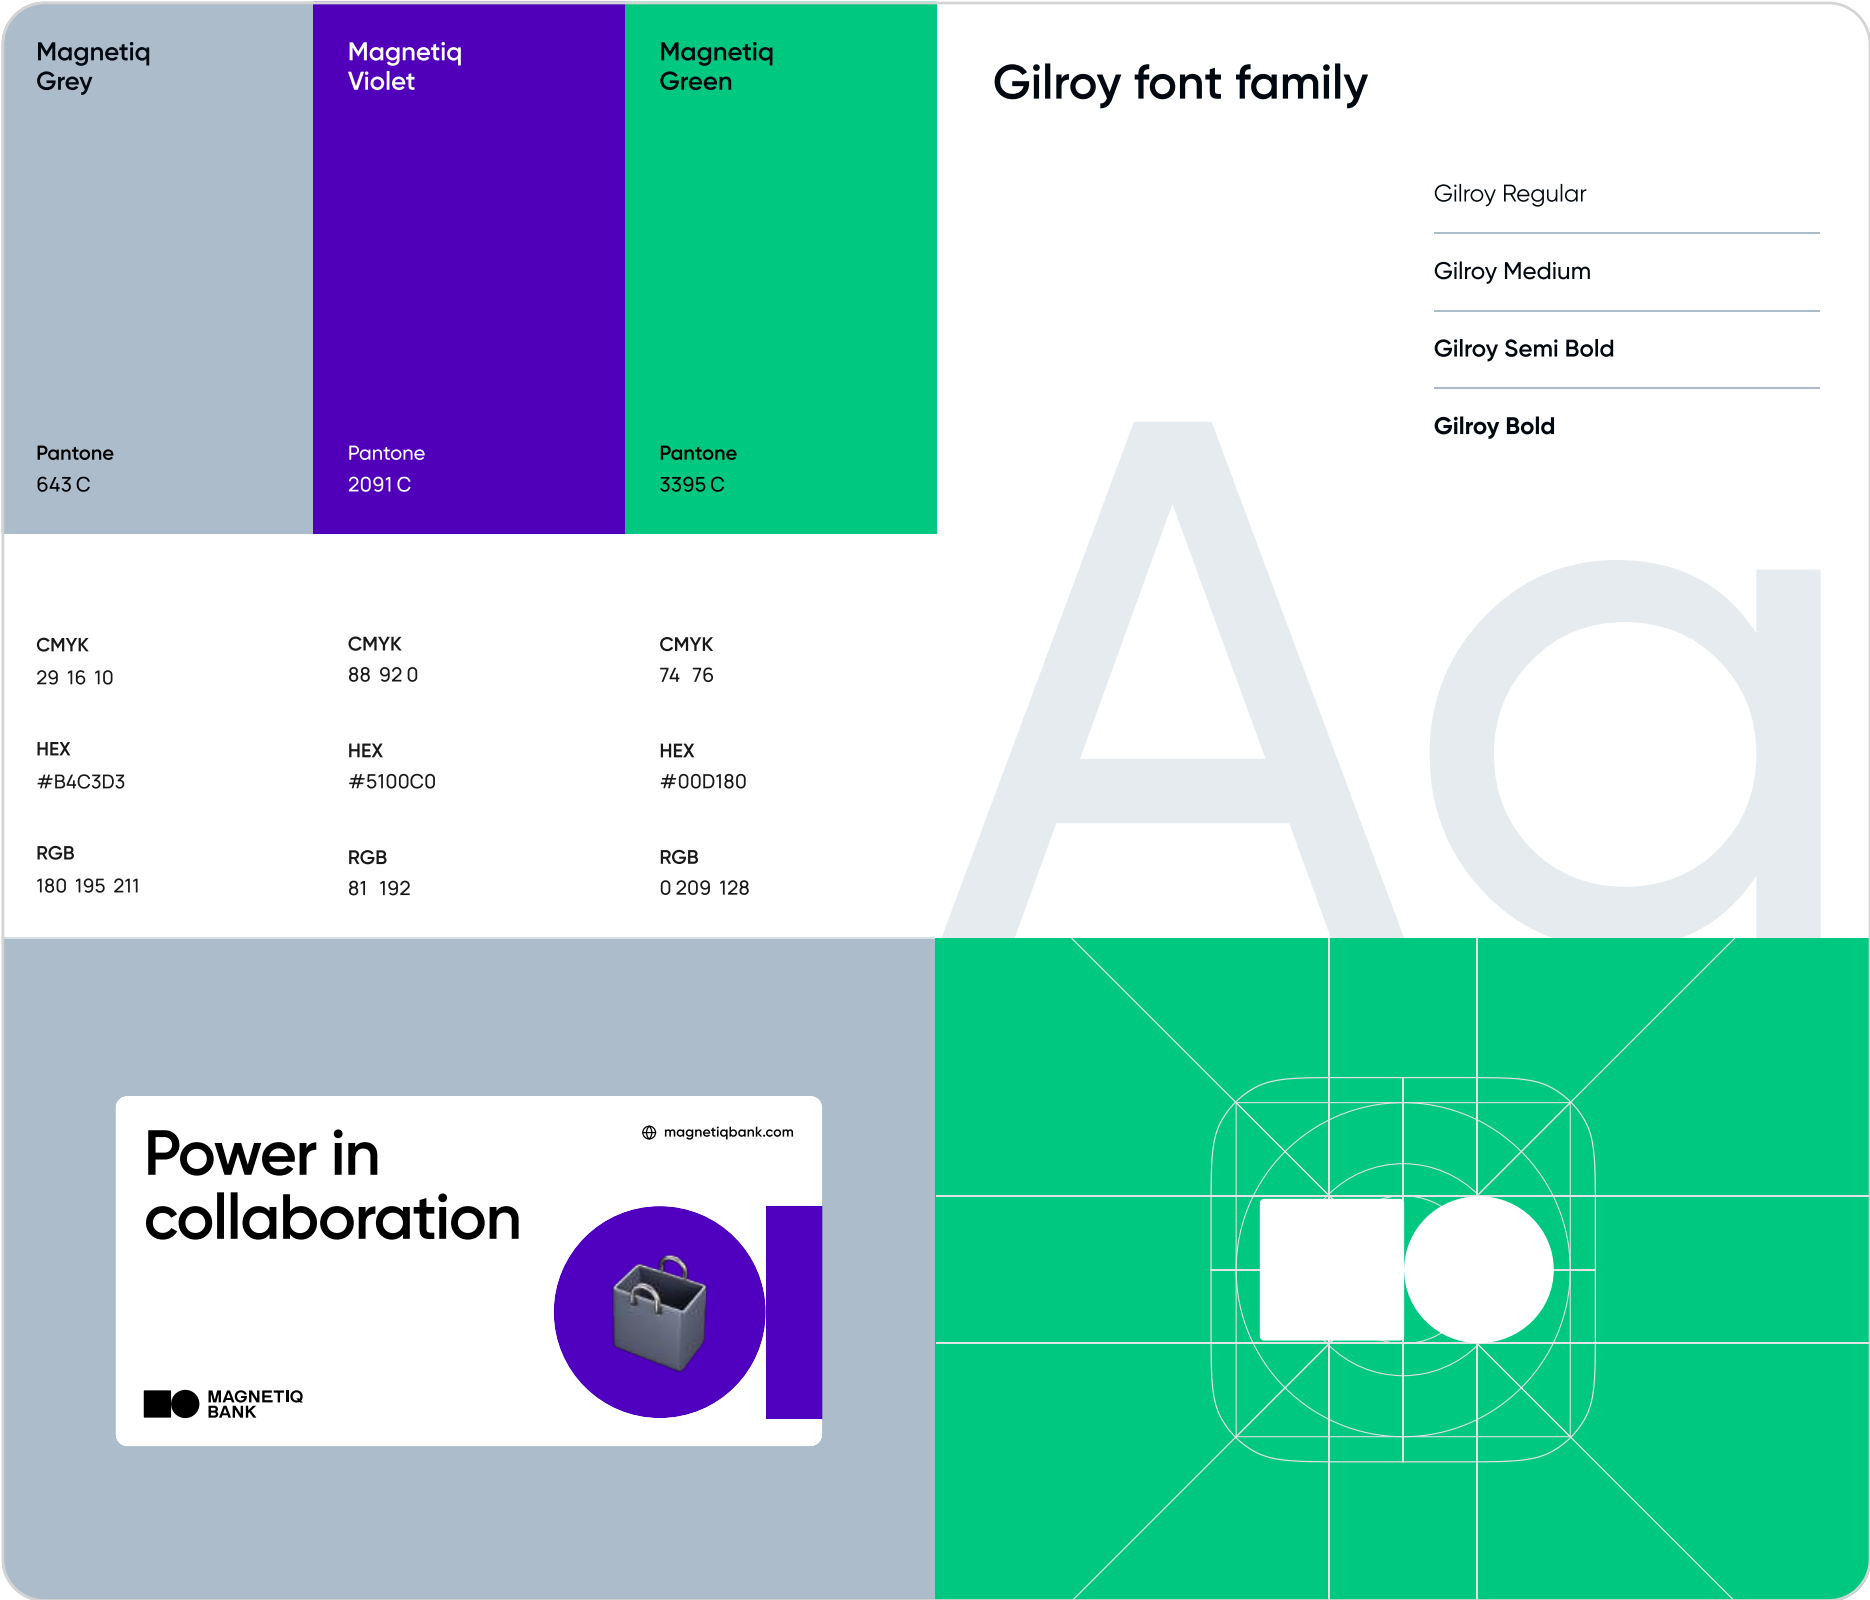 Magnetiq
Grey
Pantone
643 C
Magnetiq
Violet
Pantone
2091 C
Magnetiq
Green
Pantone
3395 C
CMYK
29 16 10
HEX
#B4C3D3
RGB
180 195 211
CMYK
88 92 0
HEX
#5100C0
RGB
81 192
CMYK
74 76
HEX
#00D180
RGB
0 209 128
Gilroy font family
Gilroy Regular
Gilroy Medium
Gilroy Semi Bold
Gilroy Bold
Aa
Power in
collaboration
magnetiqbank.com
MAGNETIQ
BANK